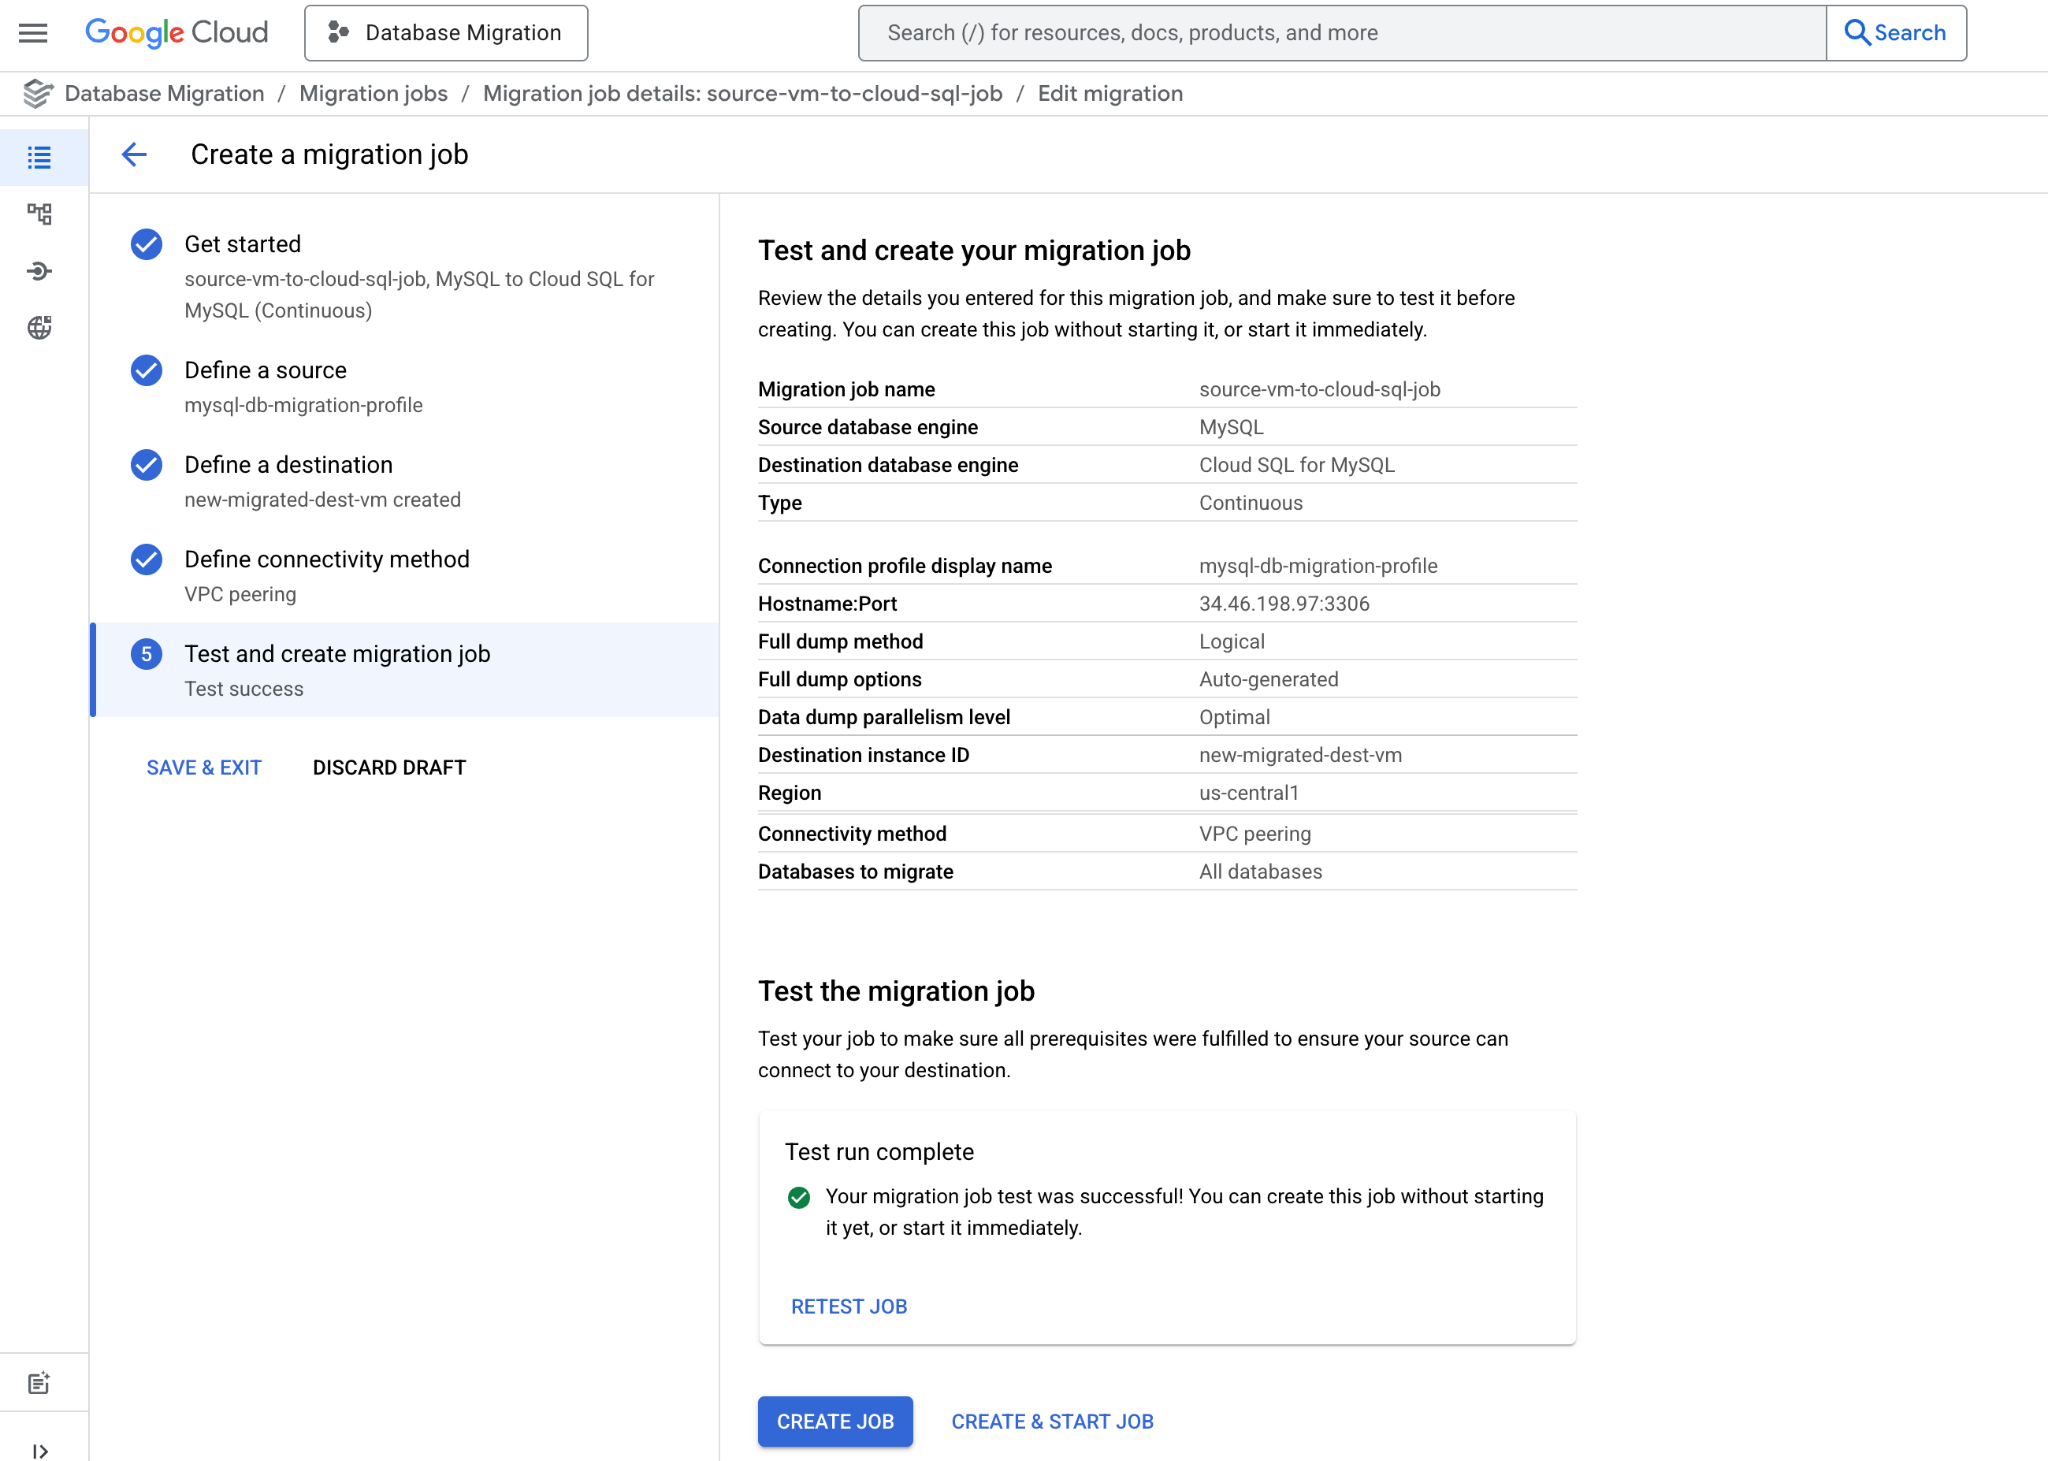 Google Cloud
Database Migration
Search (/) for resources, docs, products, and more
Search
Database Migration / Migration jobs / Migration job details: source-vm-to-cloud-sql-job / Edit migration
Create a migration job
Get started
source-vm-to-cloud-sql-job, MySQL to Cloud SQL for
MySQL (Continuous)
Define a source
mysql-db-migration-profile
Define a destination
new-migrated-dest-vm created
Define connectivity method
VPC peering
5 Test and create migration job
Test success
SAVE & EXIT DISCARD DRAFT
Test and create your migration job
Review the details you entered for this migration job, and make sure to test it before
creating. You can create this job without starting it, or start it immediately.
Migration job name source-vm-to-cloud-sql-job
Source database engine MySQL
Destination database engine Cloud SQL for MySQL
Type Continuous
Connection profile display name mysql-db-migration-profile
Hostname:Port 34.46.198.97:3306
Full dump method Logical
Full dump options Auto-generated
Data dump parallelism level Optimal
Destination instance ID new-migrated-dest-vm
Region us-central1
Connectivity method VPC peering
Databases to migrate All databases
Test the migration job
Test your job to make sure all prerequisites were fulfilled to ensure your source can
connect to your destination.
Test run complete
Your migration job test was successful! You can create this job without starting
it yet, or start it immediately.
RETEST JOB
CREATE JOB CREATE & START JOB